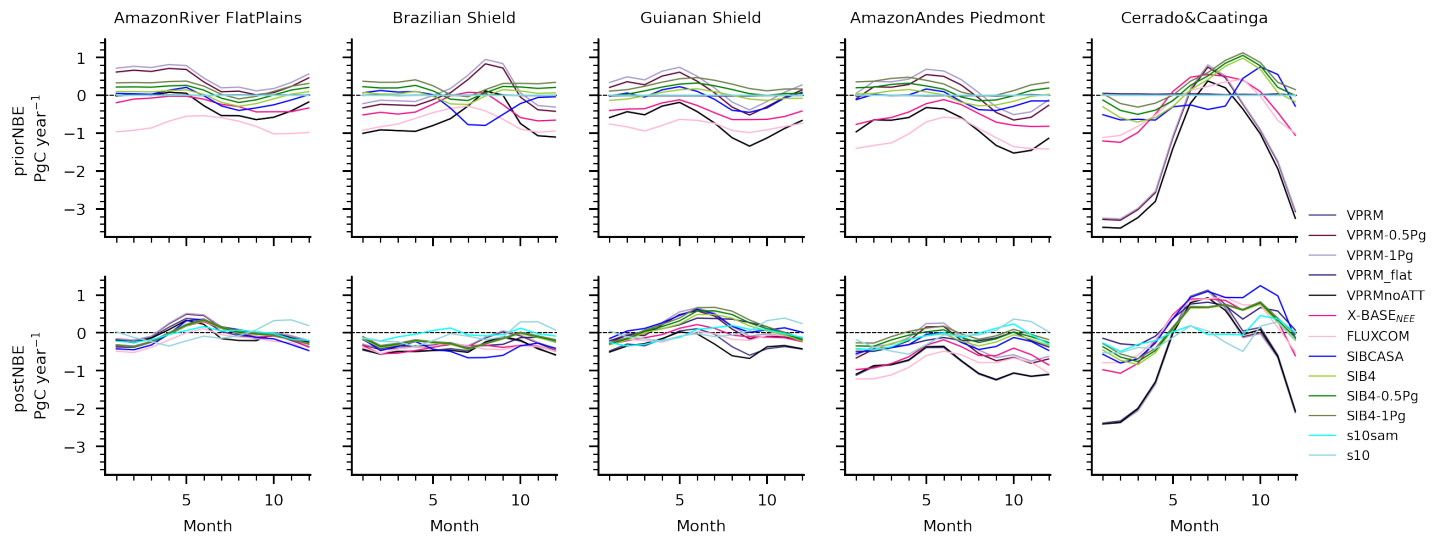 AmazonRiver FlatPlains
Brazilian Shield
Guianan Shield
AmazonAndes Piedmont
Cerrado&Caatinga
priorNBE
PgC year−1
1
0
−1
−2
−3
postNBE
PgC year−1
1
0
−1
−2
−3
5 10
5 10
5 10
5 10
5 10
Month
Month
Month
Month
Month
VPRM
VPRM-0.5Pg
VPRM-1Pg
VPRM_flat
VPRMnoATT
X-BASENEE
FLUXCOM
SIBCASA
SIB4
SIB4-0.5Pg
SIB4-1Pg
s10sam
s10